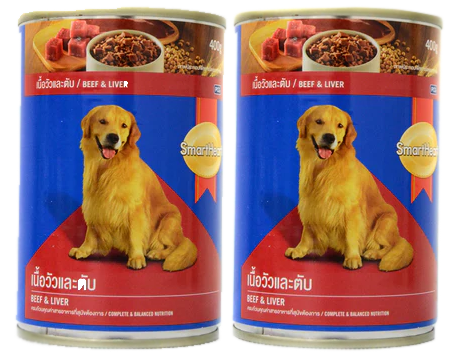 400g
เนื้อวัวและตับ / BEEF & LIVER
SmartHeart
เนื้อวัวและตับ
BEEF & LIVER
/ COMPLETE & BALANCED NUTRITION
400g
เนื้อวัวและตับ / BEEF & LIVER
SmartHear
เนื้อวัวและตับ
BEEF & LIVER
/ COMPLETE & BALANCED NUTRITION